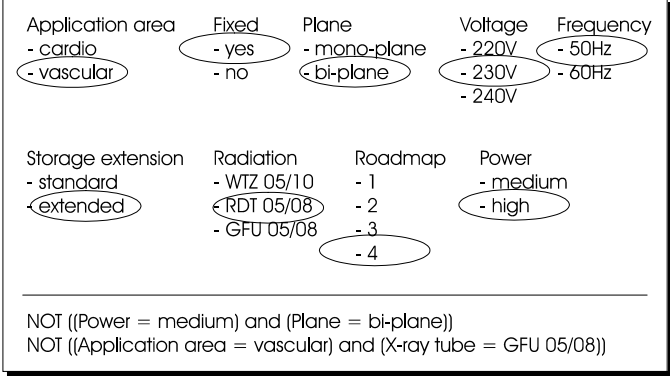 Application area Fixed Plane Voltage Frequency
- cardio - yes - mono-plane - 220V - 50Hz
- vascular - no - bi-plane - 230V - 60Hz
- 240V
Storage extension Radiation Roadmap Power
- standard - WTZ 05/10 - 1 - medium
- extended - RDT 05/08 - 2 - high
- GFU 05/08 - 3
- 4
NOT ((Power = medium) and (Plane = bi-plane))
NOT ((Application area = vascular) and (X-ray tube = GFU 05/08))